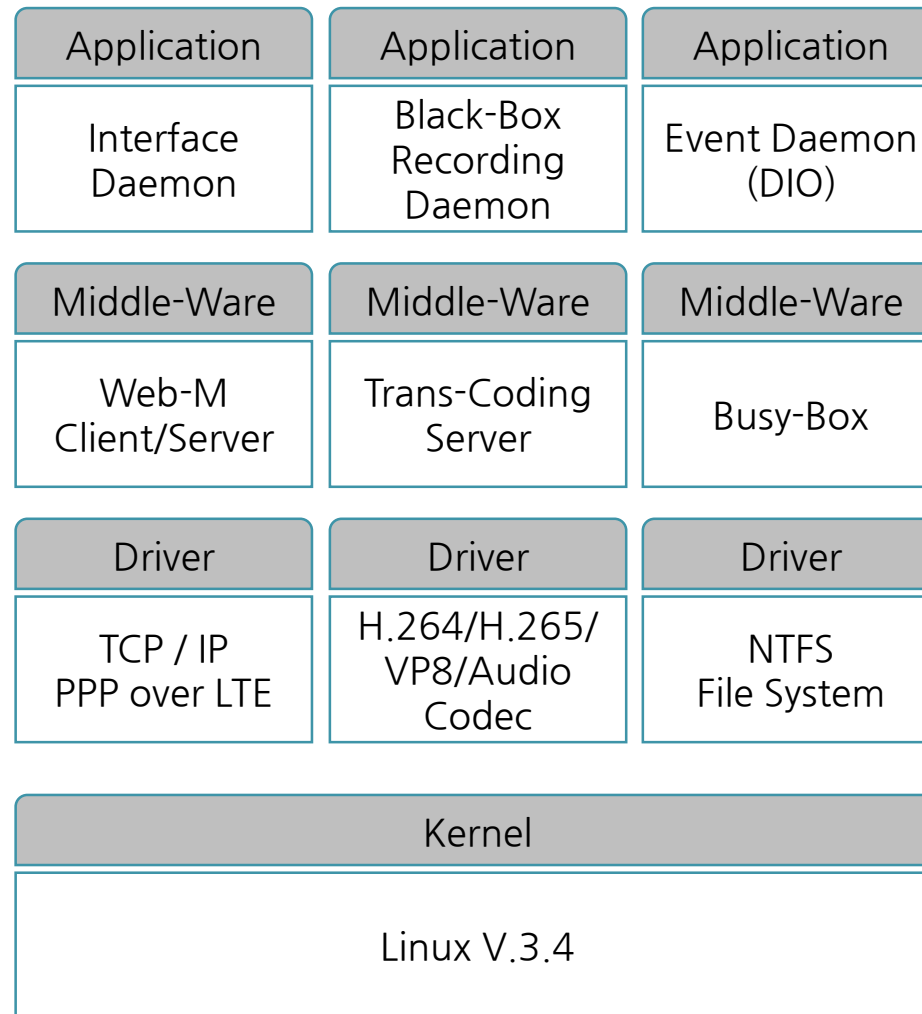 Application
Application
Application
Interface
Daemon
Black-Box
Recording
Daemon
Event Daemon
(DIO)
Middle-Ware
Middle-Ware
Middle-Ware
Web-M
Client/Server
Trans-Coding
Server
Busy-Box
Driver
Driver
Driver
TCP / IP
PPP over LTE
H.264/H.265/
VP8/Audio
Codec
NTFS
File System
Kernel
Linux V.3.4